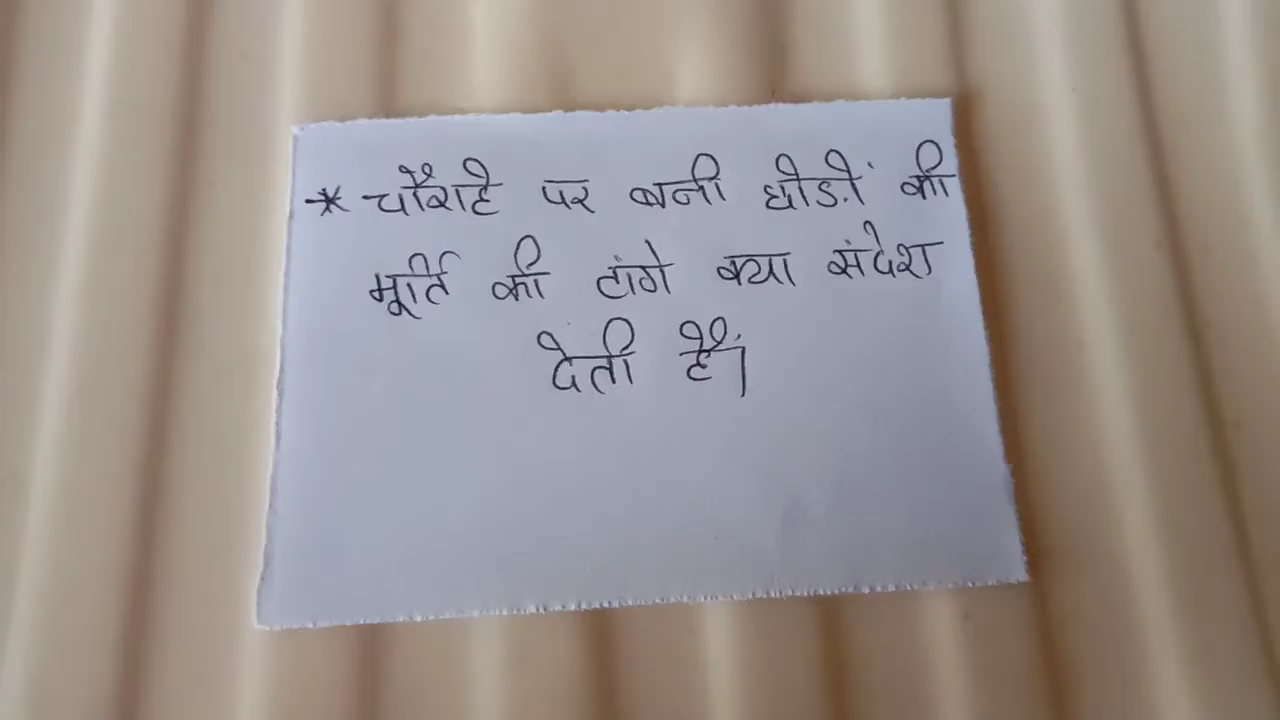 * चौराहे पर बनी घोड़ों की
मूर्ति की टांगे क्या संदेश
देती हैं।